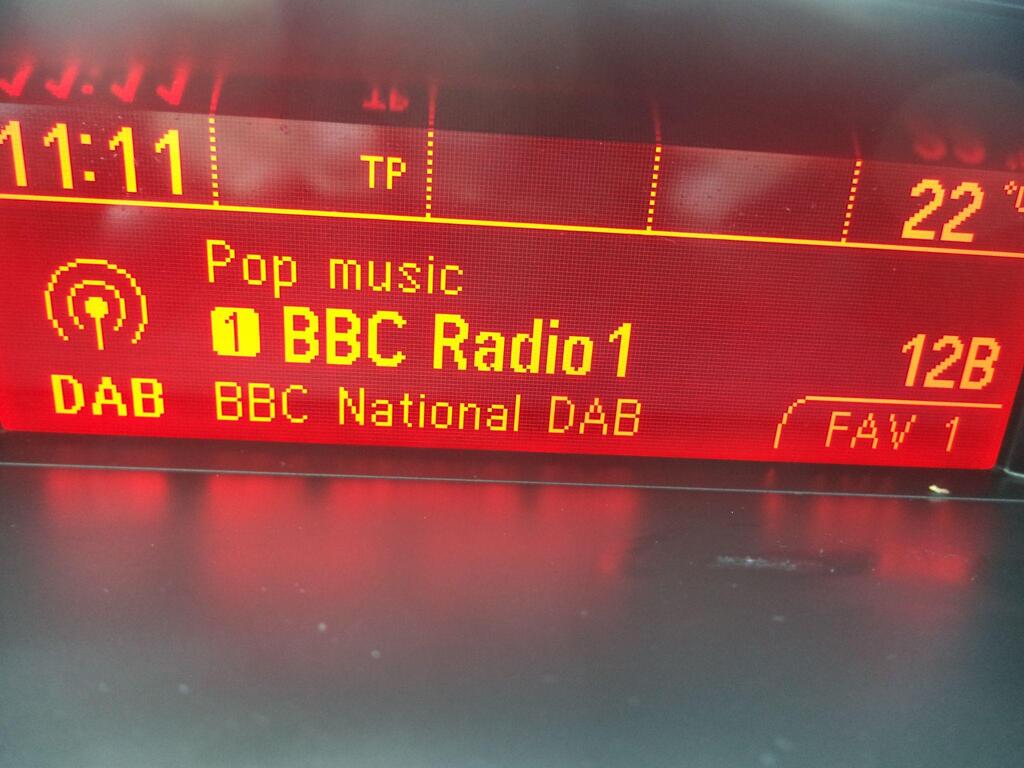 11:11 TP 22 °C
Pop music
1 BBC Radio 1 12B
DAB BBC National DAB FAV 1